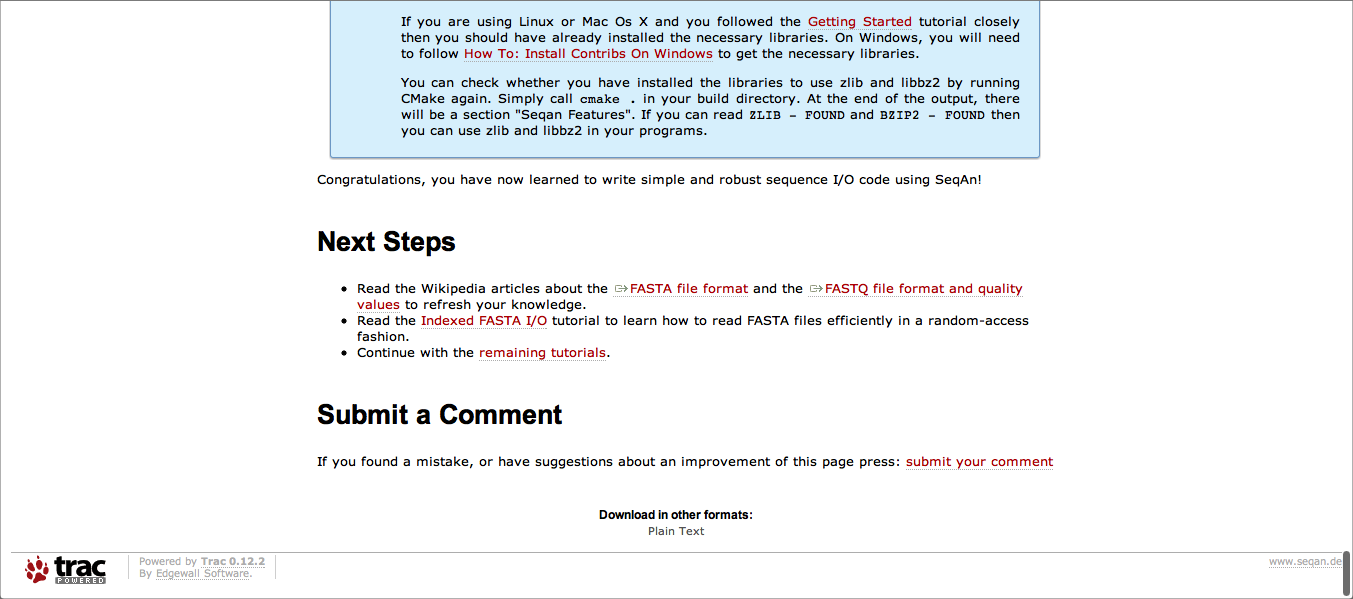 If you are using Linux or Mac Os X and you followed the Getting Started tutorial closely
then you should have already installed the necessary libraries. On Windows, you will need
to follow How To: Install Contribs On Windows to get the necessary libraries.
You can check whether you have installed the libraries to use zlib and libbz2 by running
CMake again. Simply call cmake . in your build directory. At the end of the output, there
will be a section "Seqan Features". If you can read ZLIB - FOUND and BZIP2 - FOUND then
you can use zlib and libbz2 in your programs.
Congratulations, you have now learned to write simple and robust sequence I/O code using SeqAn!
Next Steps
• Read the Wikipedia articles about the FASTA file format and the FASTQ file format and quality
values to refresh your knowledge.
• Read the Indexed FASTA I/O tutorial to learn how to read FASTA files efficiently in a random-access
fashion.
• Continue with the remaining tutorials.
Submit a Comment
If you found a mistake, or have suggestions about an improvement of this page press: submit your comment
Download in other formats:
Plain Text
trac
POWERED
Powered by Trac 0.12.2
By Edgewall Software.
www.seqan.de